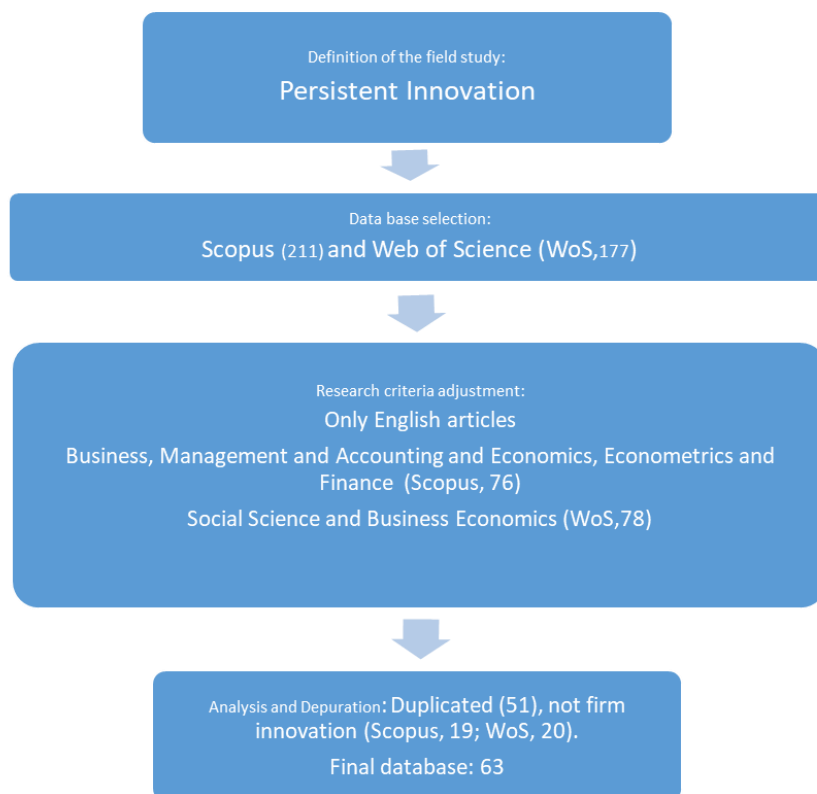 Definition of the field study:
Persistent Innovation
Data base selection:
Scopus (211) and Web of Science (WoS,177)
Research criteria adjustment:
Only English articles
Business, Management and Accounting and Economics, Econometrics and
Finance (Scopus, 76)
Social Science and Business Economics (WoS,78)
Analysis and Depuration: Duplicated (51), not firm
innovation (Scopus, 19; WoS, 20).
Final database: 63